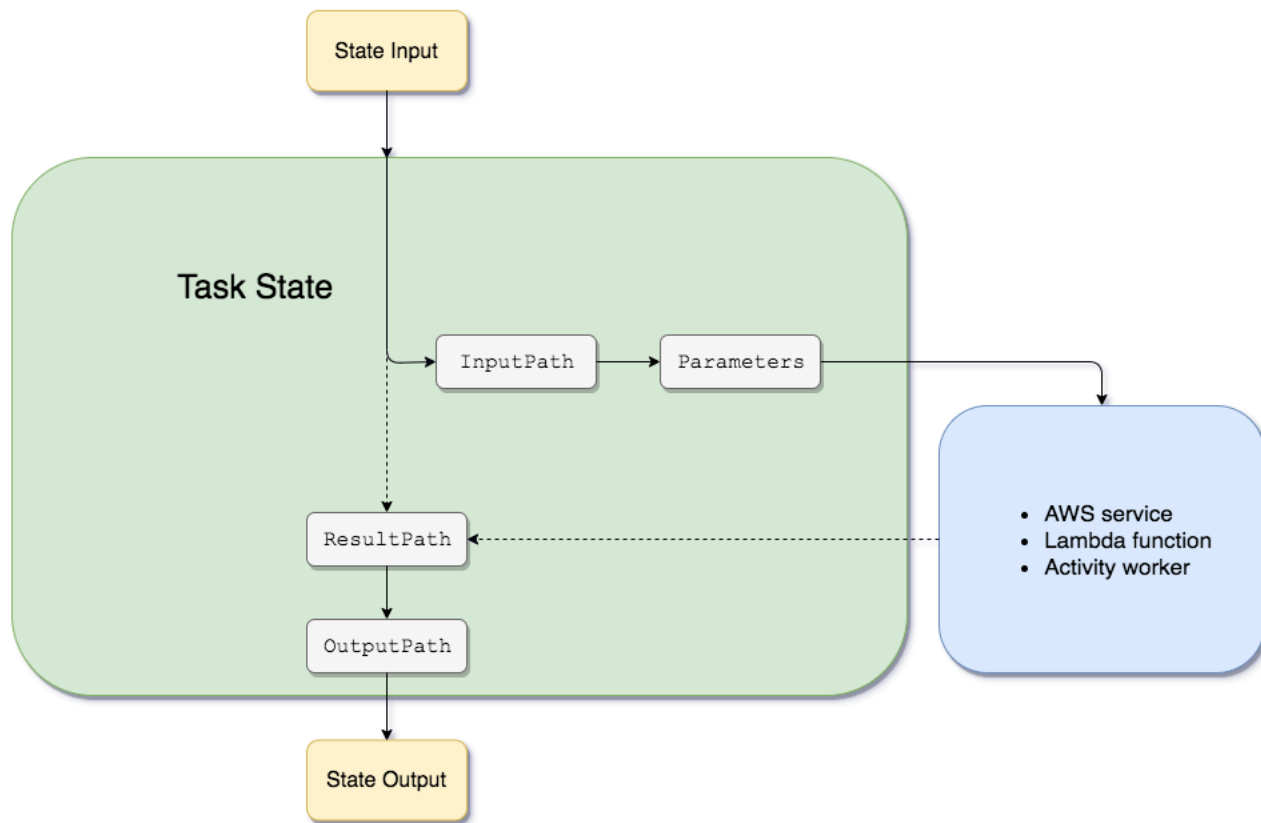 State Input
Task State
InputPath
Parameters
AWS service
Lambda function
Activity worker
ResultPath
OutputPath
State Output